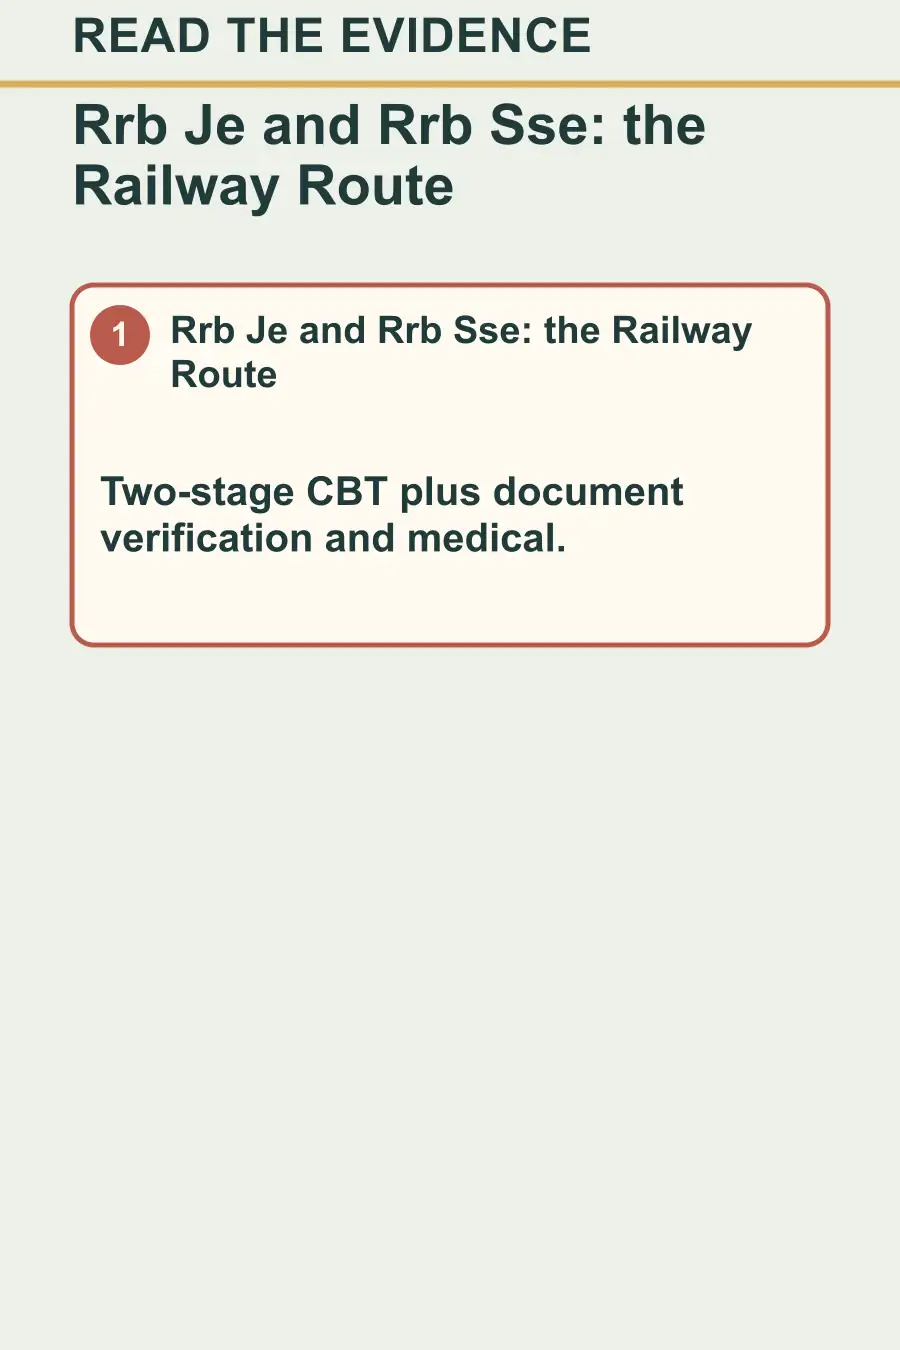 READ THE EVIDENCE
Rrb Je and Rrb Sse: the
Railway Route
1
Rrb Je and Rrb Sse: the Railway
Route
Two-stage CBT plus document
verification and medical.